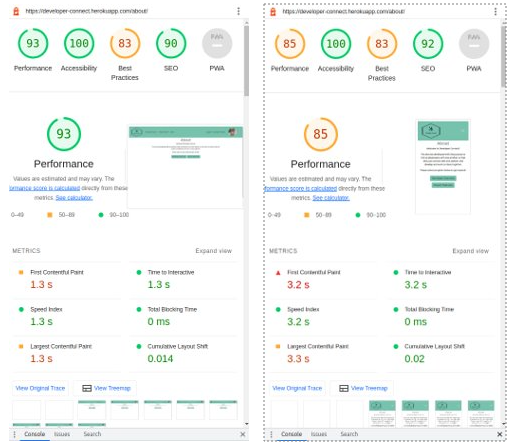 https://developer-connect.herokuapp.com/about/
93
100
83
90
Performance
Accessibility
Best
Practices
SEO
PWA
93
Performance
Values are estimated and may vary. The
ormance score is calculated directly from these
metrics. See calculator.
0–49
50–89
90–100
METRICS
Expand view
First Contentful Paint
1.3 s
Time to Interactive
1.3 s
Speed Index
1.3 s
Total Blocking Time
0 ms
Largest Contentful Paint
1.3 s
Cumulative Layout Shift
0.014
View Original Trace
View Treemap
Console
Issues
Search
https://developer-connect.herokuapp.com/about/
85
100
83
92
Performance
Accessibility
Best
Practices
SEO
PWA
85
Performance
Values are estimated and may vary. The
ormance score is calculated directly from these
metrics. See calculator.
0–49
50–89
90–100
METRICS
Expand view
First Contentful Paint
3.2 s
Time to Interactive
3.2 s
Speed Index
3.2 s
Total Blocking Time
0 ms
Largest Contentful Paint
3.3 s
Cumulative Layout Shift
0.02
View Original Trace
View Treemap
Console
Issues
Search